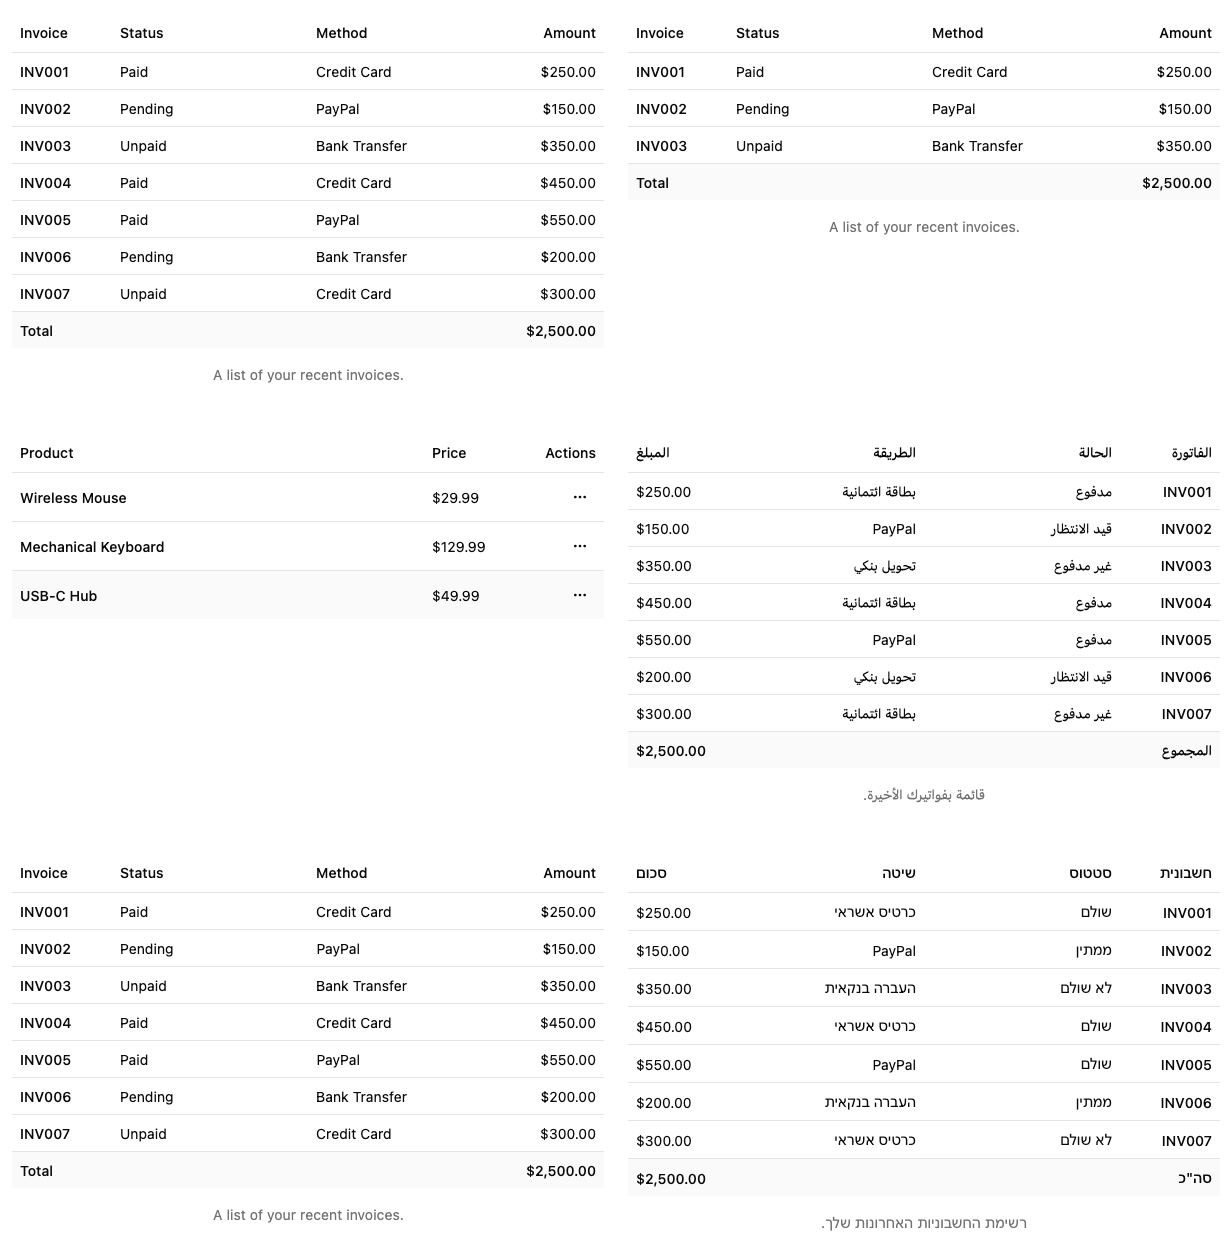 Invoice Status Method Amount
INV001 Paid Credit Card $250.00
INV002 Pending PayPal $150.00
INV003 Unpaid Bank Transfer $350.00
INV004 Paid Credit Card $450.00
INV005 Paid PayPal $550.00
INV006 Pending Bank Transfer $200.00
INV007 Unpaid Credit Card $300.00
Total $2,500.00
A list of your recent invoices.
Invoice Status Method Amount
INV001 Paid Credit Card $250.00
INV002 Pending PayPal $150.00
INV003 Unpaid Bank Transfer $350.00
Total $2,500.00
A list of your recent invoices.
Product Price Actions
Wireless Mouse $29.99 ···
Mechanical Keyboard $129.99 ···
USB-C Hub $49.99 ···
الفاتورة الحالة الطريقة المبلغ
INV001 مدفوع بطاقة ائتمانية $250.00
INV002 قيد الانتظار PayPal $150.00
INV003 غير مدفوع تحويل بنكي $350.00
INV004 مدفوع بطاقة ائتمانية $450.00
INV005 مدفوع PayPal $550.00
INV006 قيد الانتظار تحويل بنكي $200.00
INV007 غير مدفوع بطاقة ائتمانية $300.00
المجموع $2,500.00
قائمة بفواتيرك الأخيرة.
Invoice Status Method Amount
INV001 Paid Credit Card $250.00
INV002 Pending PayPal $150.00
INV003 Unpaid Bank Transfer $350.00
INV004 Paid Credit Card $450.00
INV005 Paid PayPal $550.00
INV006 Pending Bank Transfer $200.00
INV007 Unpaid Credit Card $300.00
Total $2,500.00
A list of your recent invoices.
חשבונית סטטוס שיטה סכום
INV001 שולם כרטיס אשראי $250.00
INV002 ממתין PayPal $150.00
INV003 לא שולם העברה בנקאית $350.00
INV004 שולם כרטיס אשראי $450.00
INV005 שולם PayPal $550.00
INV006 ממתין העברה בנקאית $200.00
INV007 לא שולם כרטיס אשראי $300.00
סה"כ $2,500.00
רשימת החשבוניות האחרונות שלך.